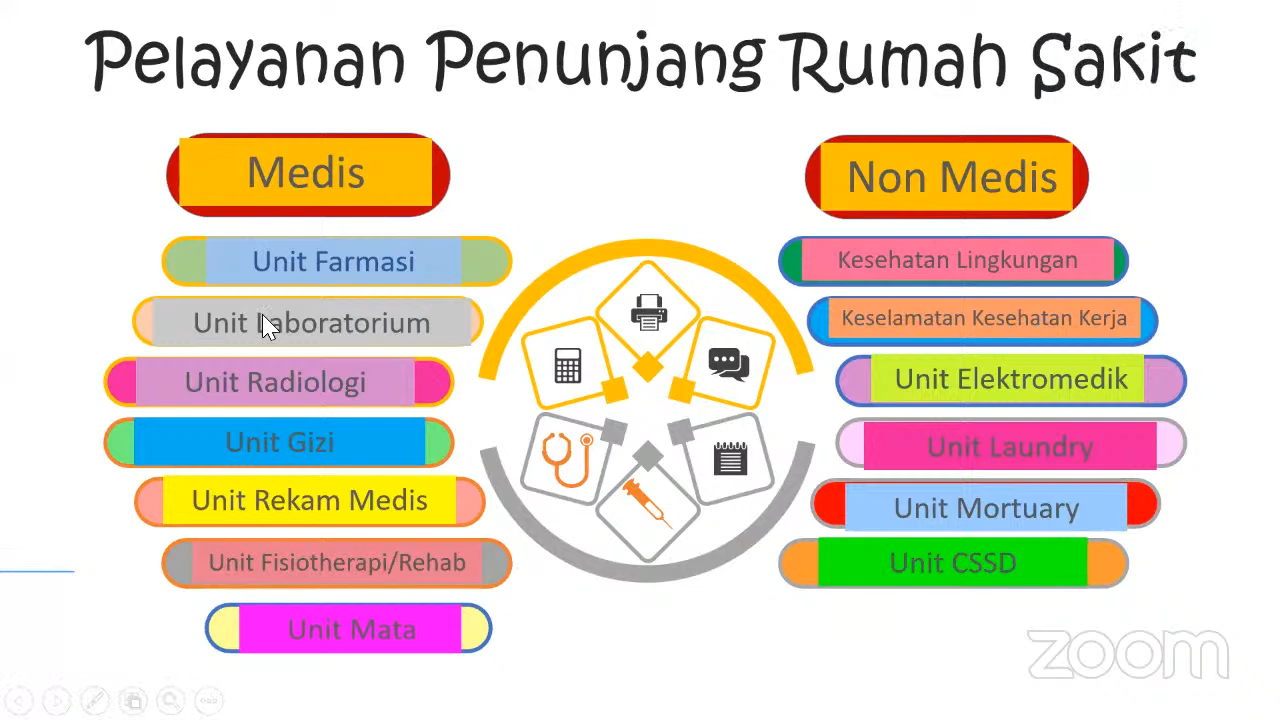 Pelayanan Penunjang Rumah Sakit
Medis
Unit Farmasi
Unit Laboratorium
Unit Radiologi
Unit Gizi
Unit Rekam Medis
Unit Fisiotherapi/Rehab
Unit Mata
Non Medis
Kesehatan Lingkungan
Keselamatan Kesehatan Kerja
Unit Elektromedik
Unit Laundry
Unit Mortuary
Unit CSSD
zoom